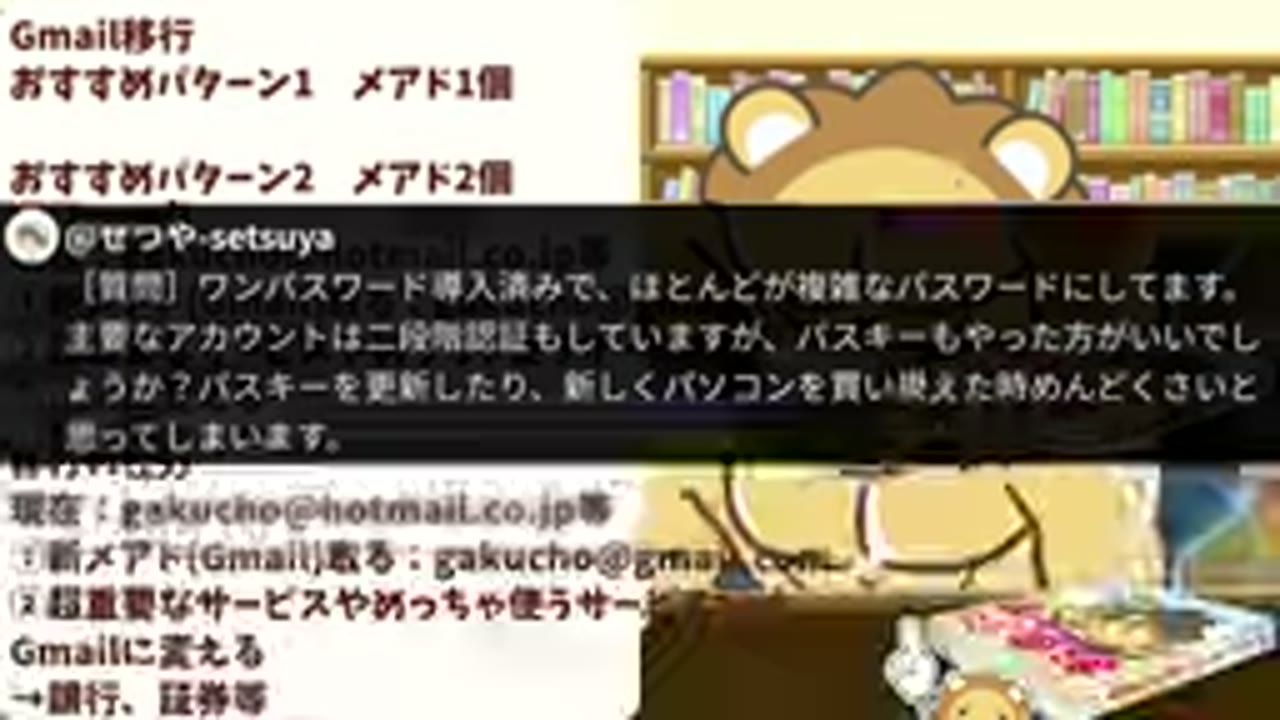 Gmail移行
おすすめパターン1 メアド1個
おすすめパターン2 メアド2個
@せつや-setsuya
［質問］ワンパスワード導入済みで、ほとんどが複雑なパスワードにしてます。
主要なアカウントは二段階認証もしていますが、パスキーもやった方がいいでし
ょうか？パスキーを更新したり、新しくパソコンを買い換えた時めんどくさいと
思ってしまいます。
現在：gakucho@hotmail.co.jp等
①新メアド(Gmail)取る：gakucho@gmail.com
②超重要なサービスやめっちゃ使うサー
Gmailに変える
→銀行、証券等